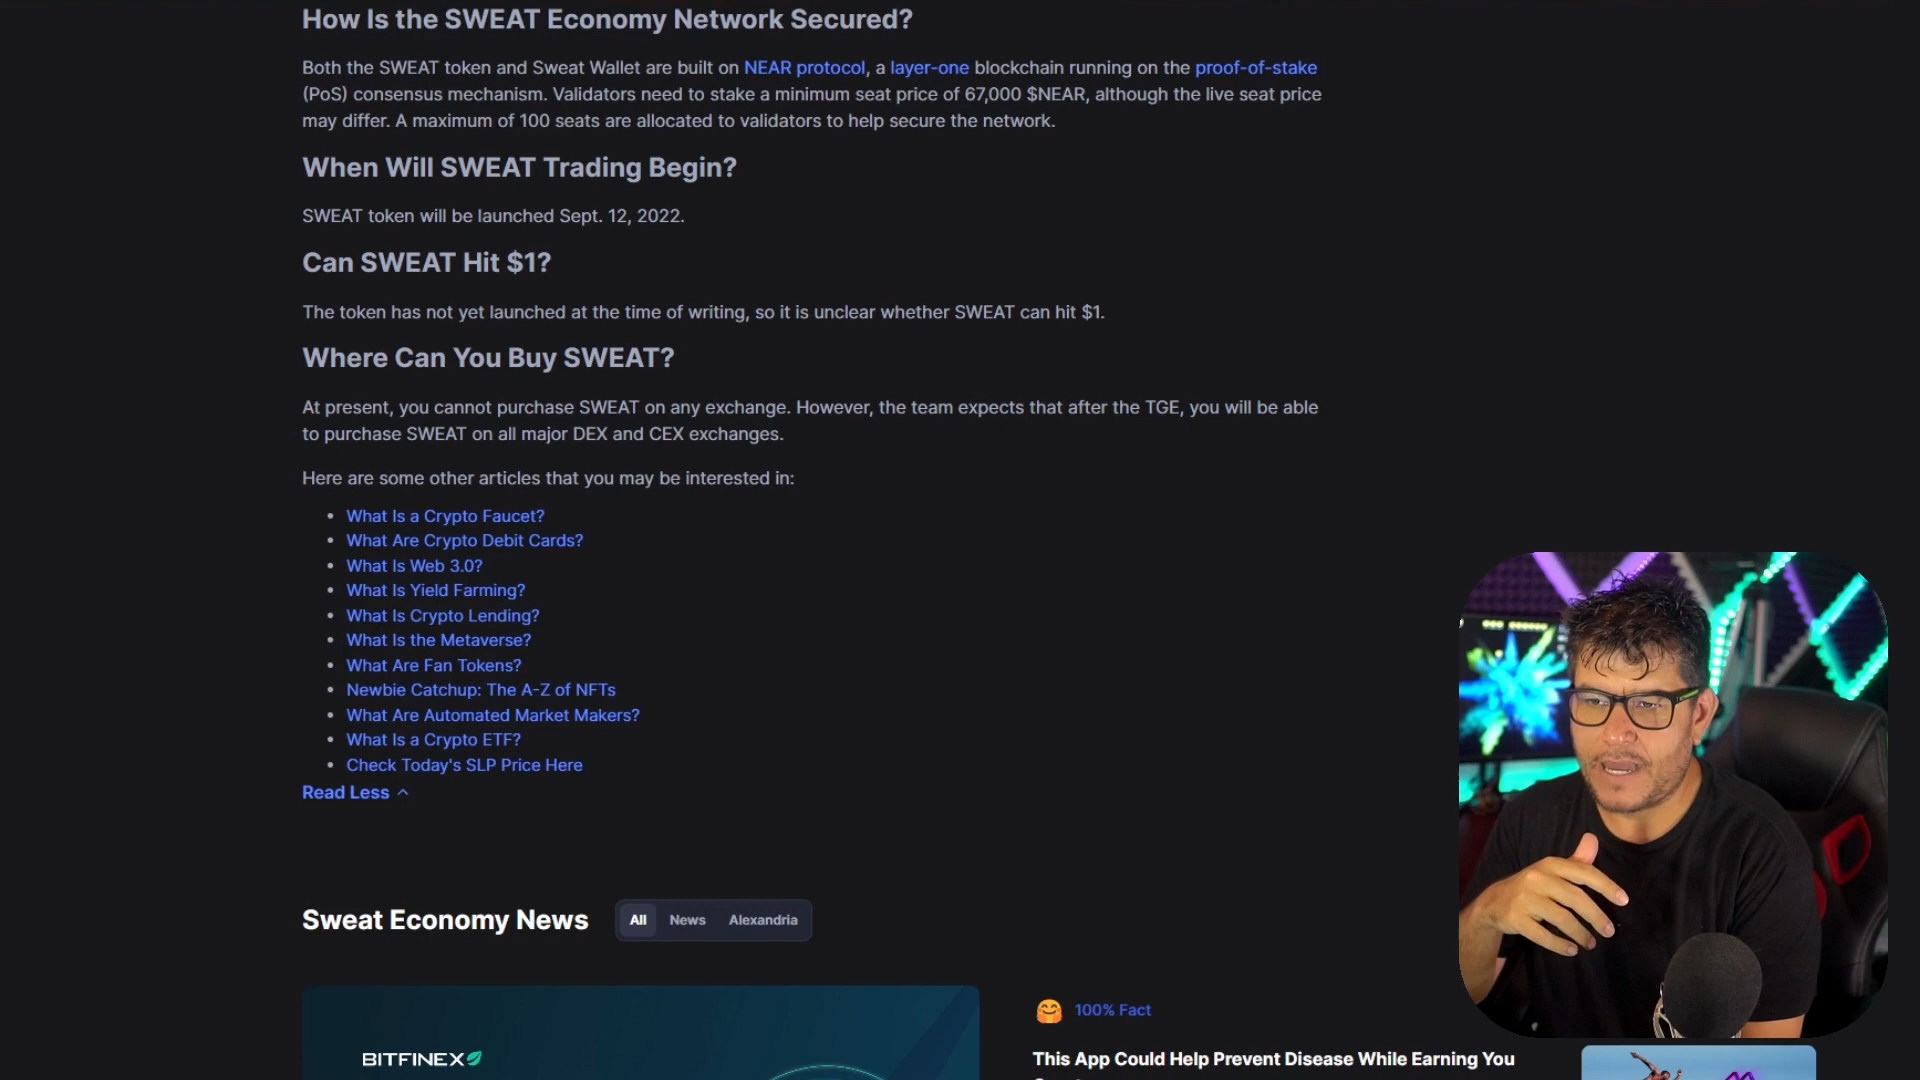 How Is the SWEAT Economy Network Secured?
Both the SWEAT token and Sweat Wallet are built on NEAR protocol, a layer-one blockchain running on the proof-of-stake
(PoS) consensus mechanism. Validators need to stake a minimum seat price of 67,000 $NEAR, although the live seat price
may differ. A maximum of 100 seats are allocated to validators to help secure the network.
When Will SWEAT Trading Begin?
SWEAT token will be launched Sept. 12, 2022.
Can SWEAT Hit $1?
The token has not yet launched at the time of writing, so it is unclear whether SWEAT can hit $1.
Where Can You Buy SWEAT?
At present, you cannot purchase SWEAT on any exchange. However, the team expects that after the TGE, you will be able
to purchase SWEAT on all major DEX and CEX exchanges.
Here are some other articles that you may be interested in:
What Is a Crypto Faucet?
What Are Crypto Debit Cards?
What Is Web 3.0?
What Is Yield Farming?
What Is Crypto Lending?
What Is the Metaverse?
What Are Fan Tokens?
Newbie Catchup: The A-Z of NFTs
What Are Automated Market Makers?
What Is a Crypto ETF?
Check Today's SLP Price Here
Read Less
Sweat Economy News
All News Alexandria
100% Fact
BITFINEX
This App Could Help Prevent Disease While Earning You